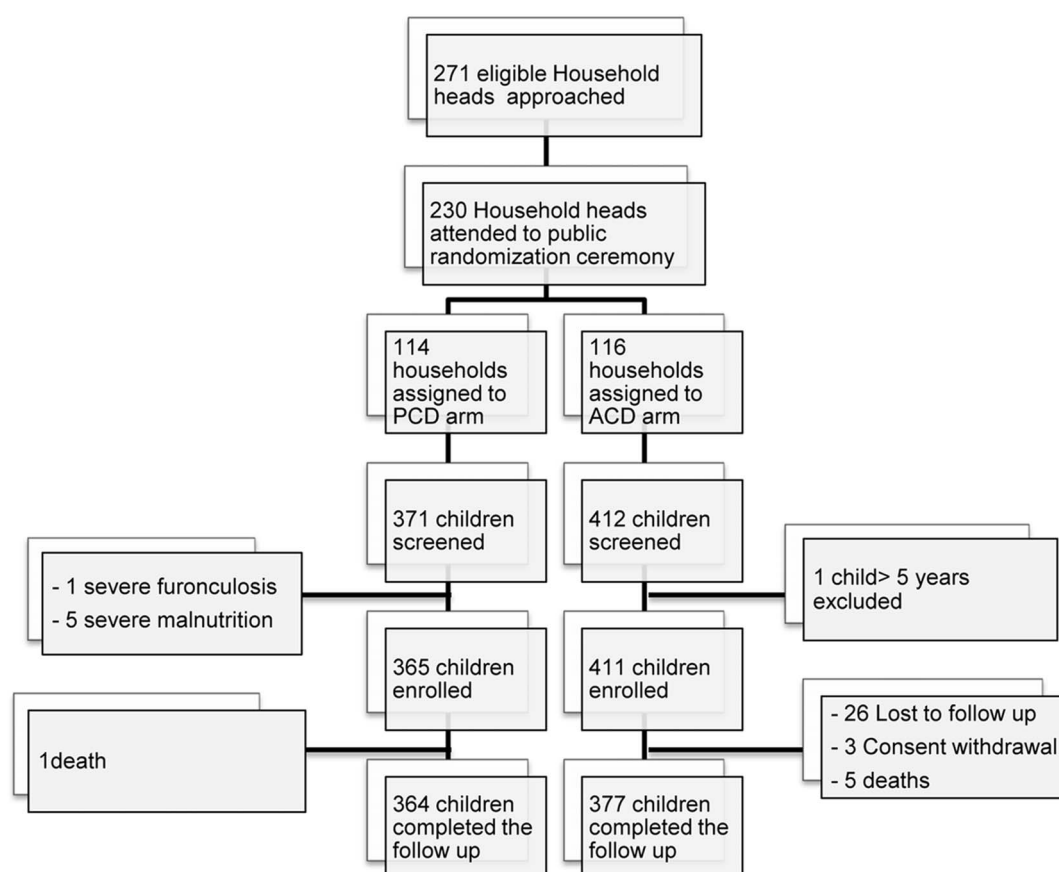 271 eligible Household
heads approached
230 Household heads
attended to public
randomization ceremony
114
households
assigned to
PCD arm
116
households
assigned to
ACD arm
371 children
screened
412 children
screened
- 1 severe furonculosis
- 5 severe malnutrition
1 child> 5 years
excluded
365 children
enrolled
411 children
enrolled
1death
- 26 Lost to follow up
- 3 Consent withdrawal
- 5 deaths
364 children
completed the
follow up
377 children
completed the
follow up